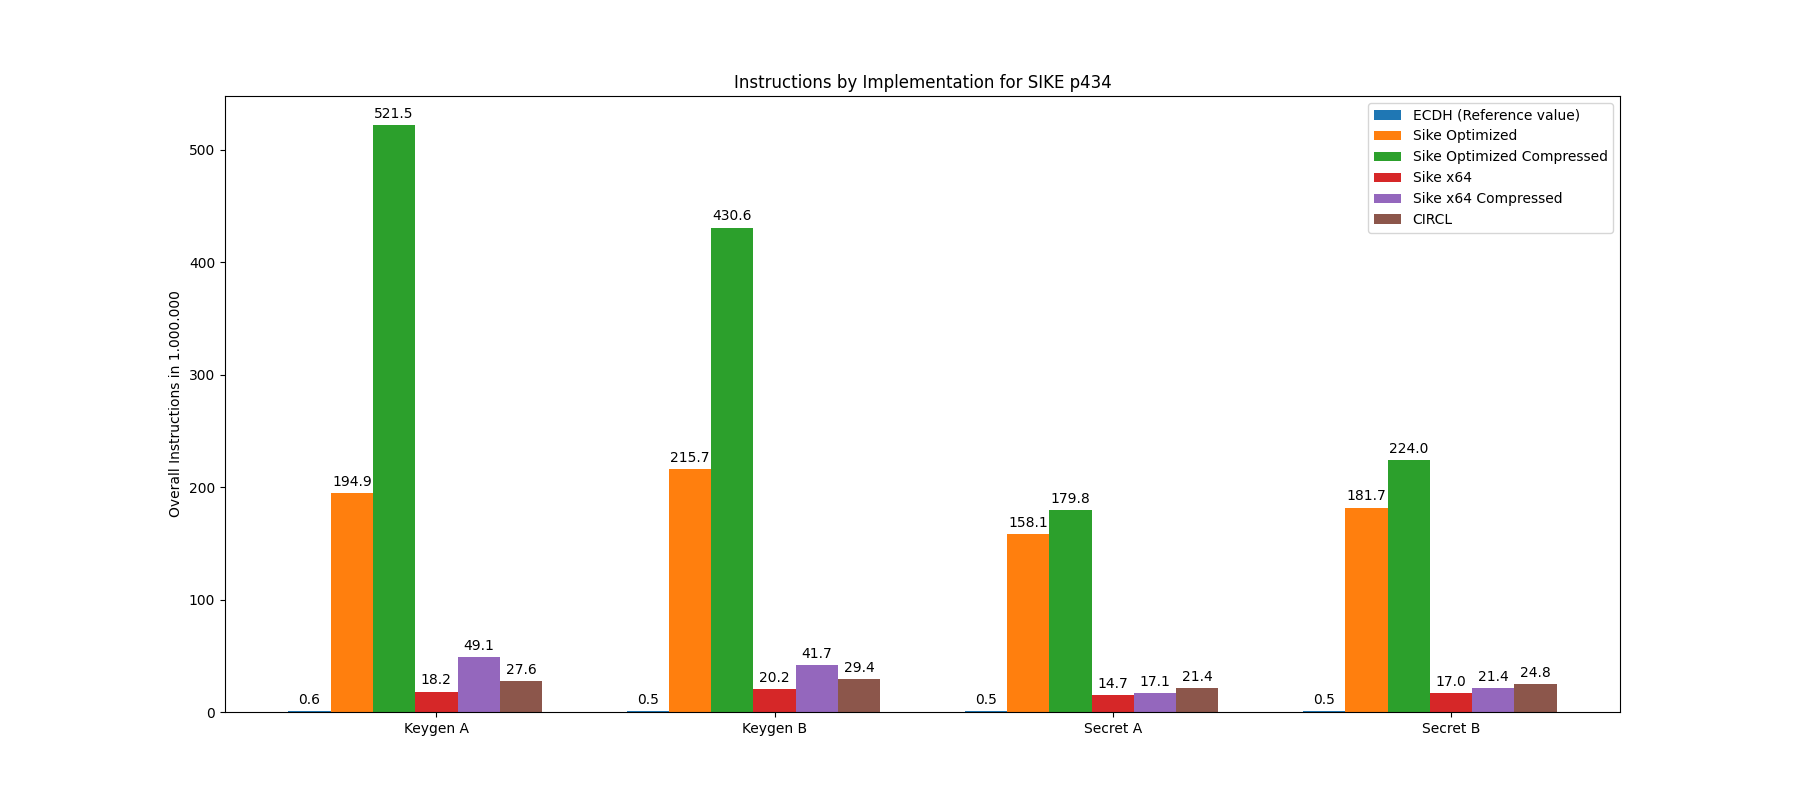 Instructions by Implementation for SIKE p434
Overall Instructions in 1.000.000
500
400
300
200
100
0
ECDH (Reference value)
Sike Optimized
Sike Optimized Compressed
Sike x64
Sike x64 Compressed
CIRCL
0.6
194.9
521.5
18.2
49.1
27.6
0.5
215.7
430.6
20.2
41.7
29.4
0.5
158.1
179.8
14.7
17.1
21.4
0.5
181.7
224.0
17.0
21.4
24.8
Keygen A
Keygen B
Secret A
Secret B